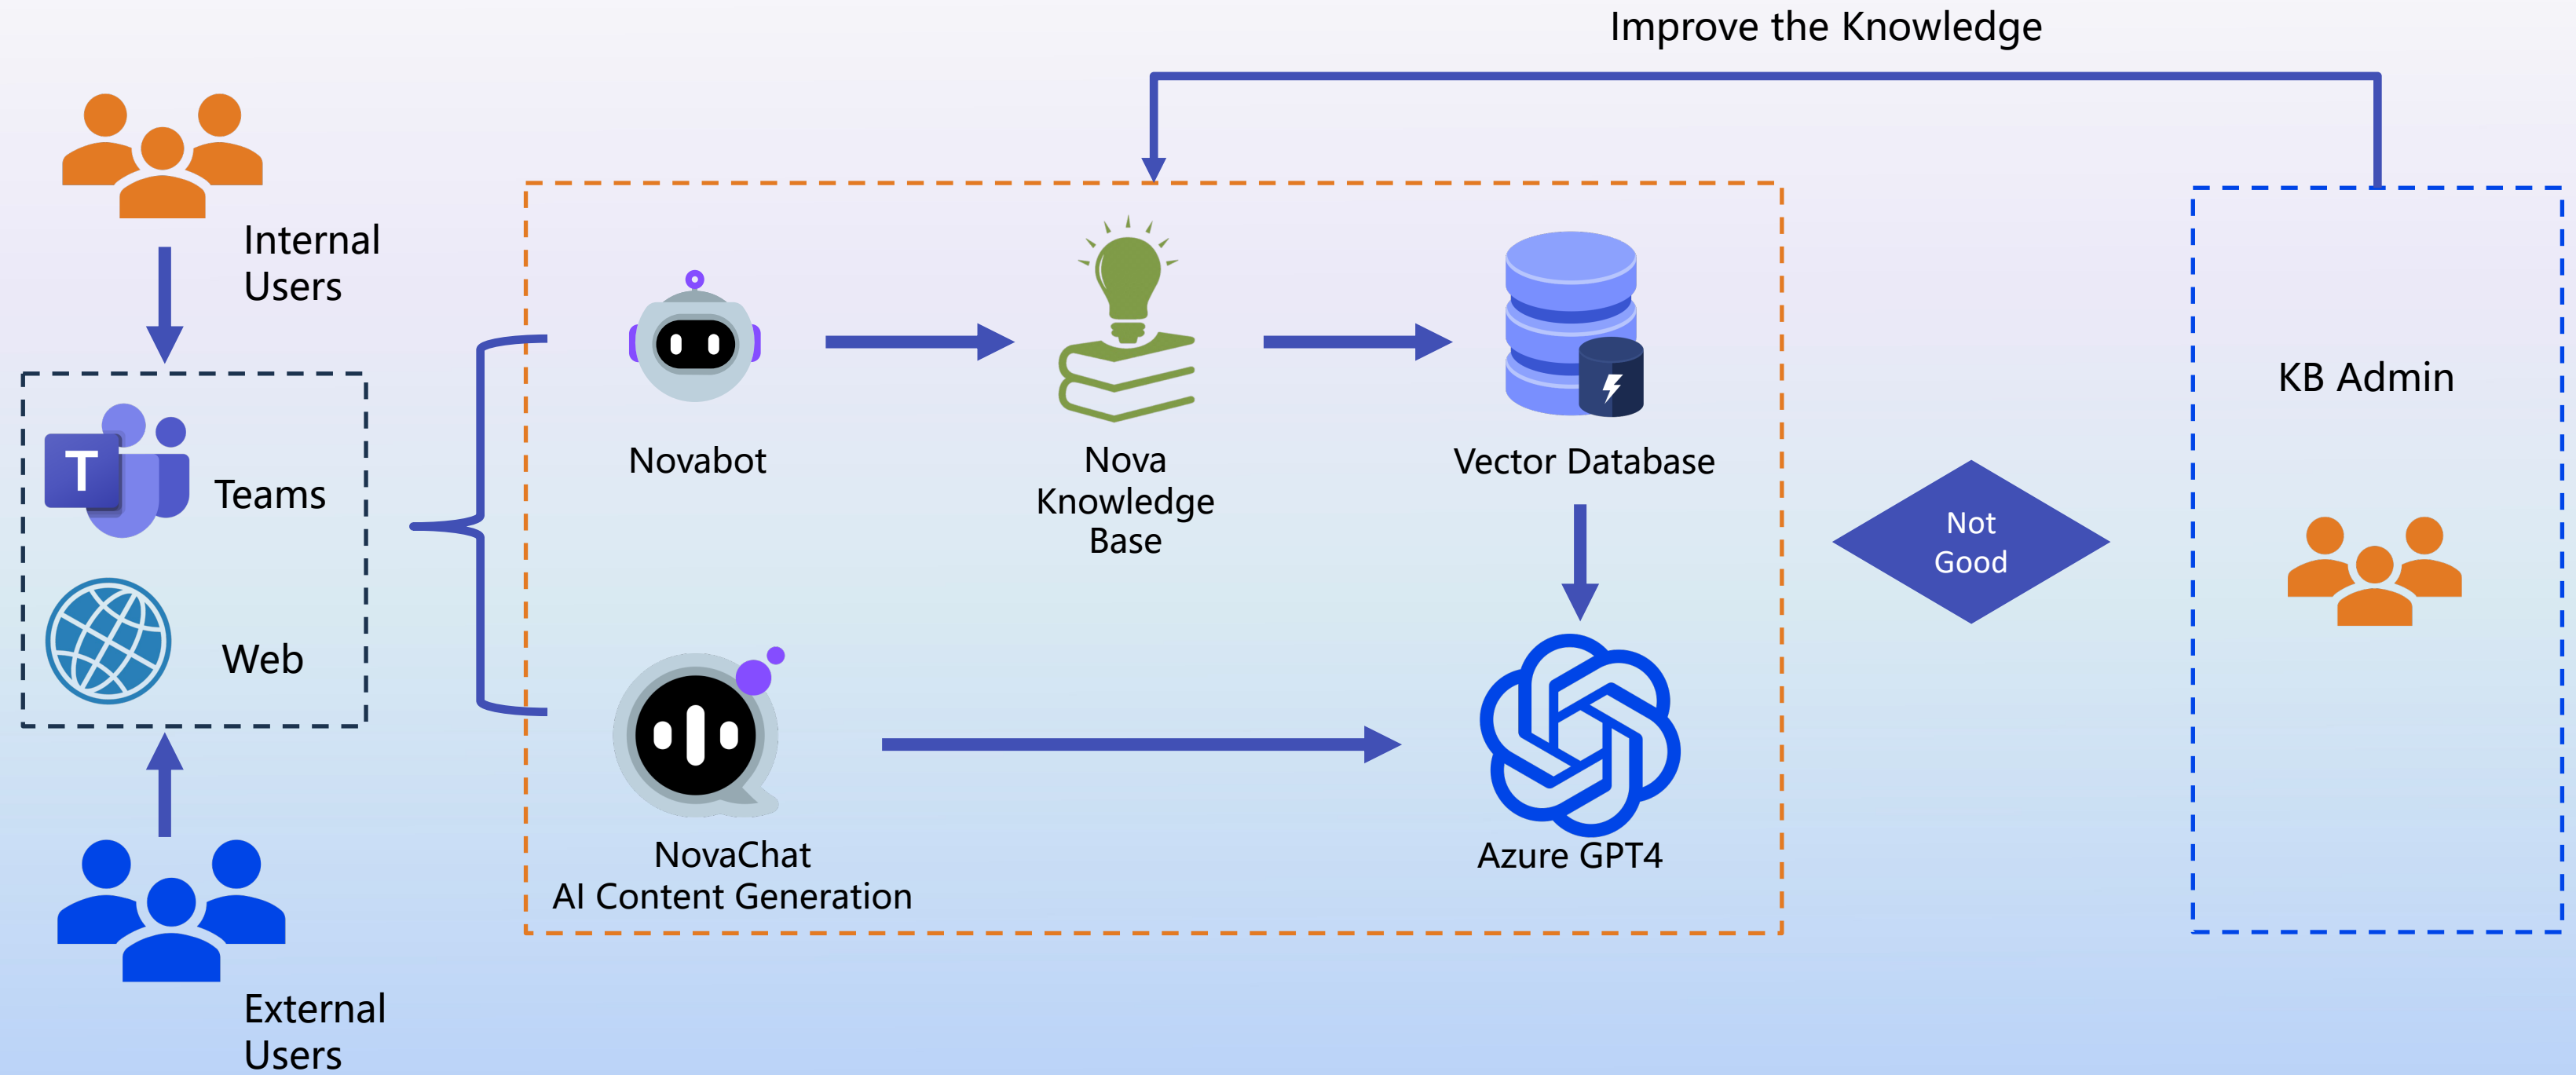 Improve the Knowledge
Internal
Users
T
Teams
Web
External
Users
Novabot
Nova
Knowledge
Base
Vector Database
NovaChat
AI Content Generation
Azure GPT4
Not
Good
KB Admin